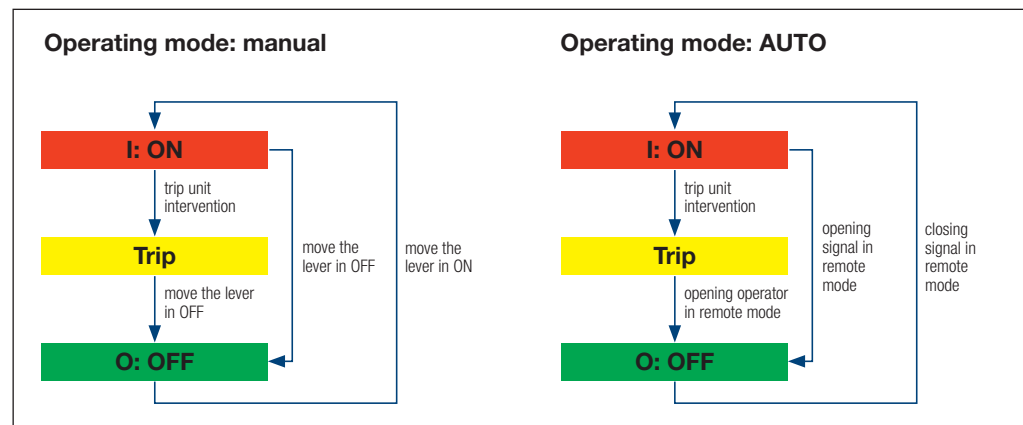 Operating mode: manual
I: ON
trip unit
intervention
Trip
move the lever
in OFF
O: OFF
move the
lever in OFF
move the
lever in ON
Operating mode: AUTO
I: ON
trip unit
intervention
Trip
opening operator
in remote mode
O: OFF
opening
signal in
remote
mode
closing
signal in
remote
mode